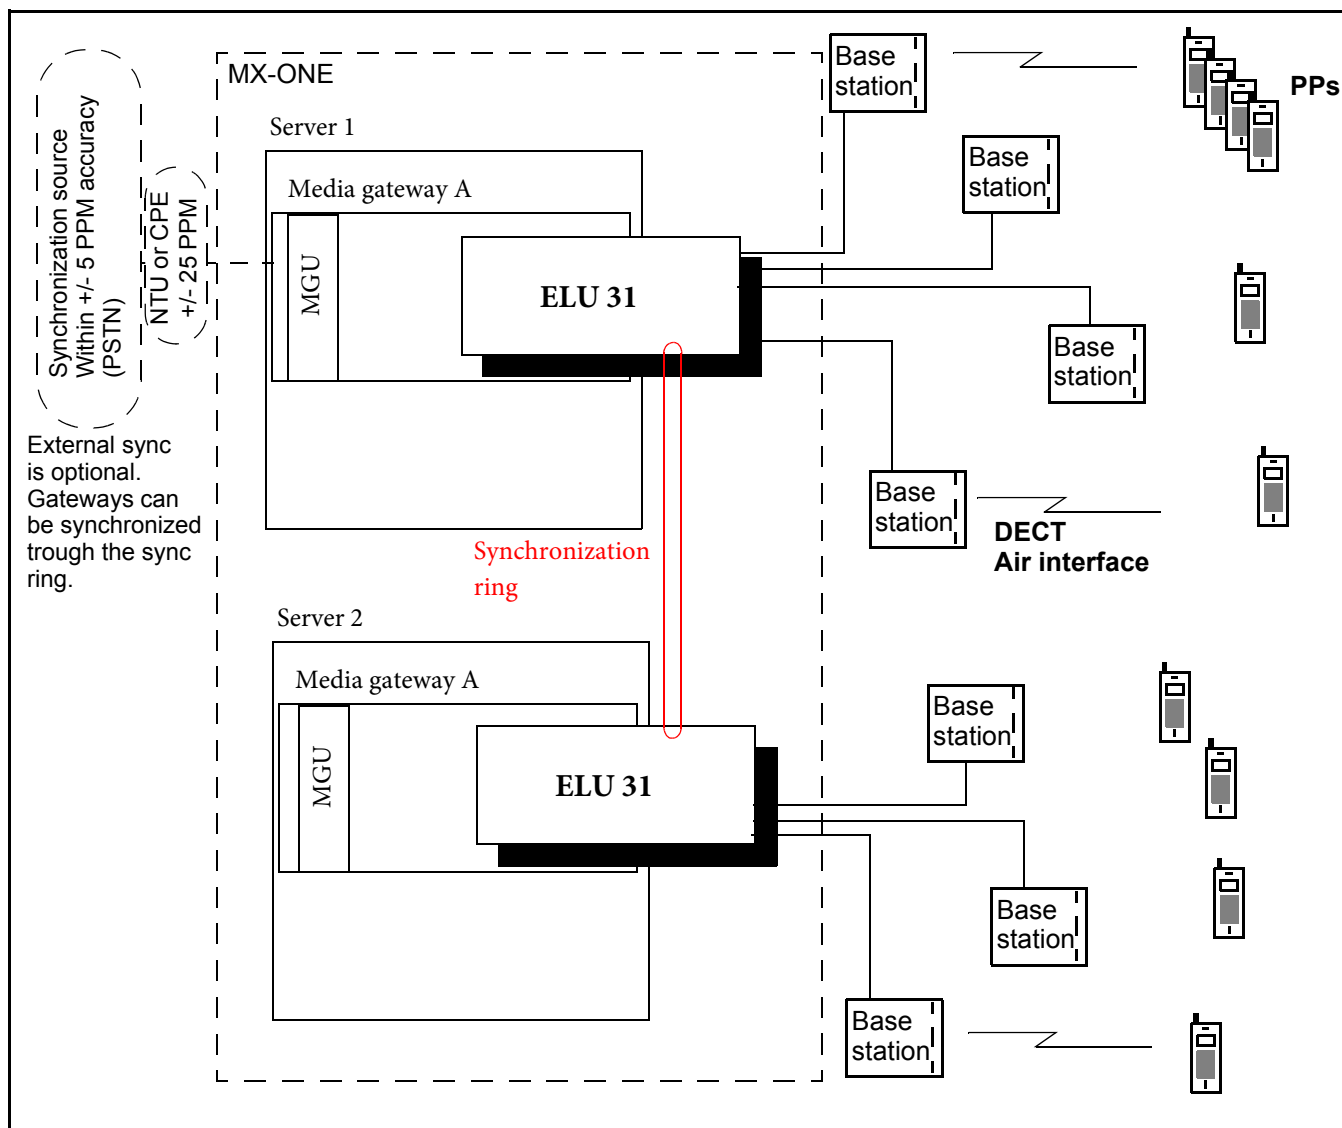 MX-ONE
Synchronization source
Within +/- 5 PPM accuracy
(PSTN)
NTU or CPE
+/- 25 PPM
External sync
is optional.
Gateways can
be synchronized
trough the sync
ring.
Server 1
Media gateway A
MGU
ELU 31
Synchronization
ring
Server 2
Media gateway A
MGU
ELU 31
Base
station
Base
station
Base
station
Base
station
PPs
DECT
Air interface
Base
station
Base
station
Base
station